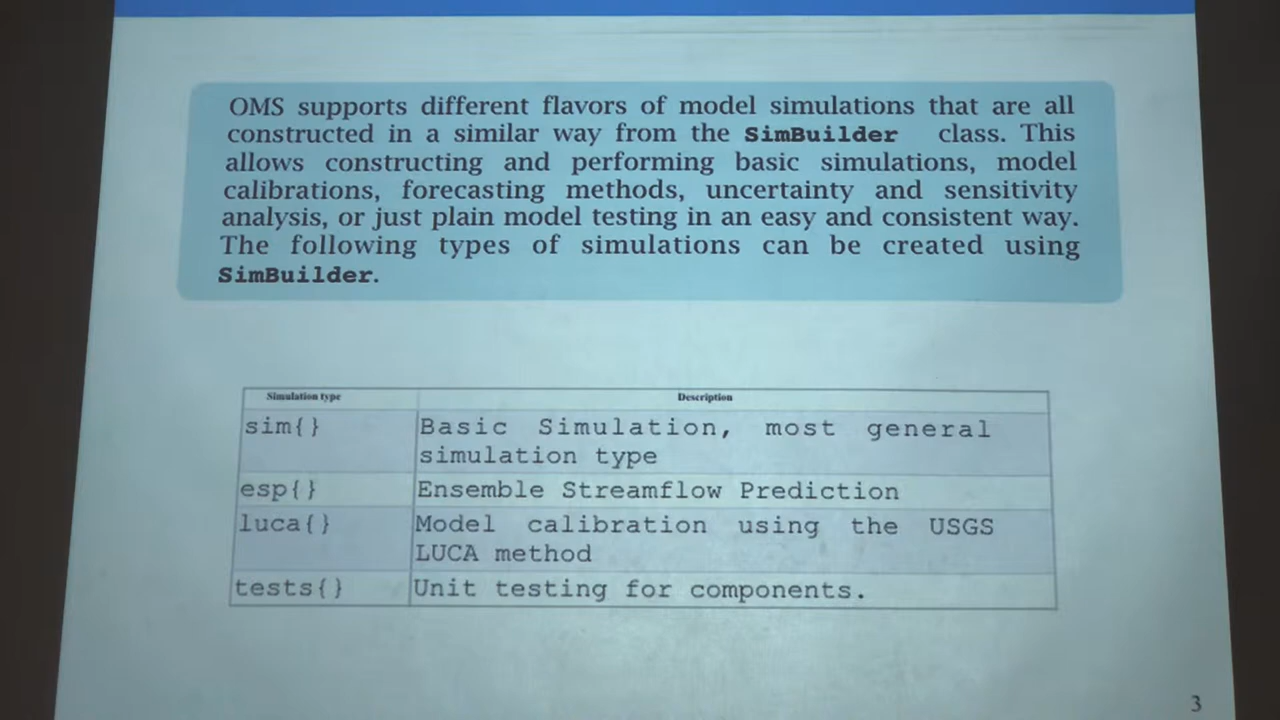 OMS supports different flavors of model simulations that are all
constructed in a similar way from the SimBuilder class. This
allows constructing and performing basic simulations, model
calibrations, forecasting methods, uncertainty and sensitivity
analysis, or just plain model testing in an easy and consistent way.
The following types of simulations can be created using
SimBuilder.
Simulation type Description
sim{} Basic Simulation, most general
simulation type
esp{} Ensemble Streamflow Prediction
luca{} Model calibration using the USGS
LUCA method
tests{} Unit testing for components.
3